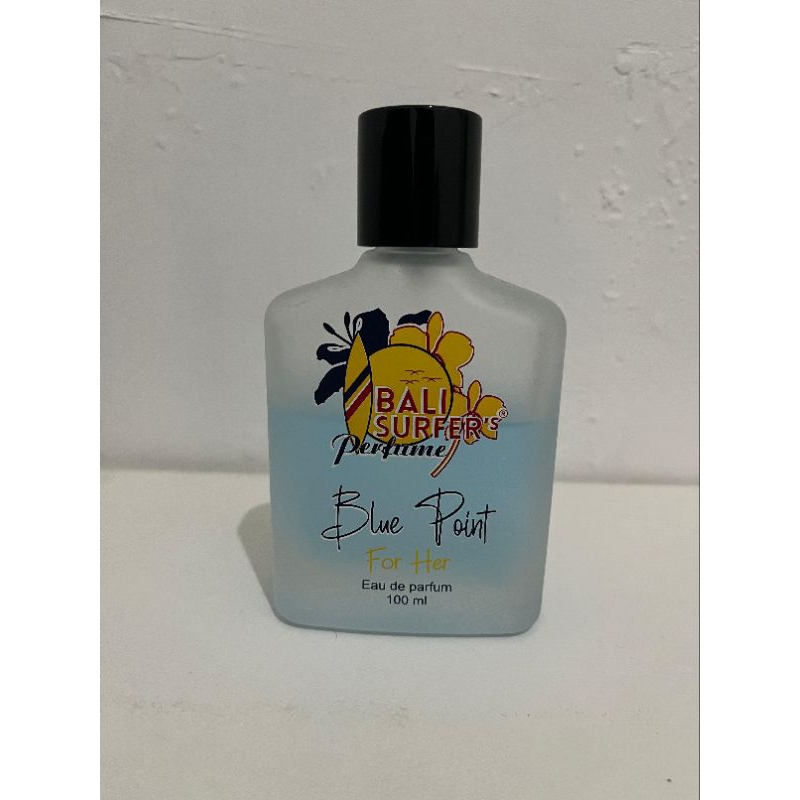 BALI
SURFER'S®
Perfume
Blue Point
For Her
Eau de parfum
100 ml